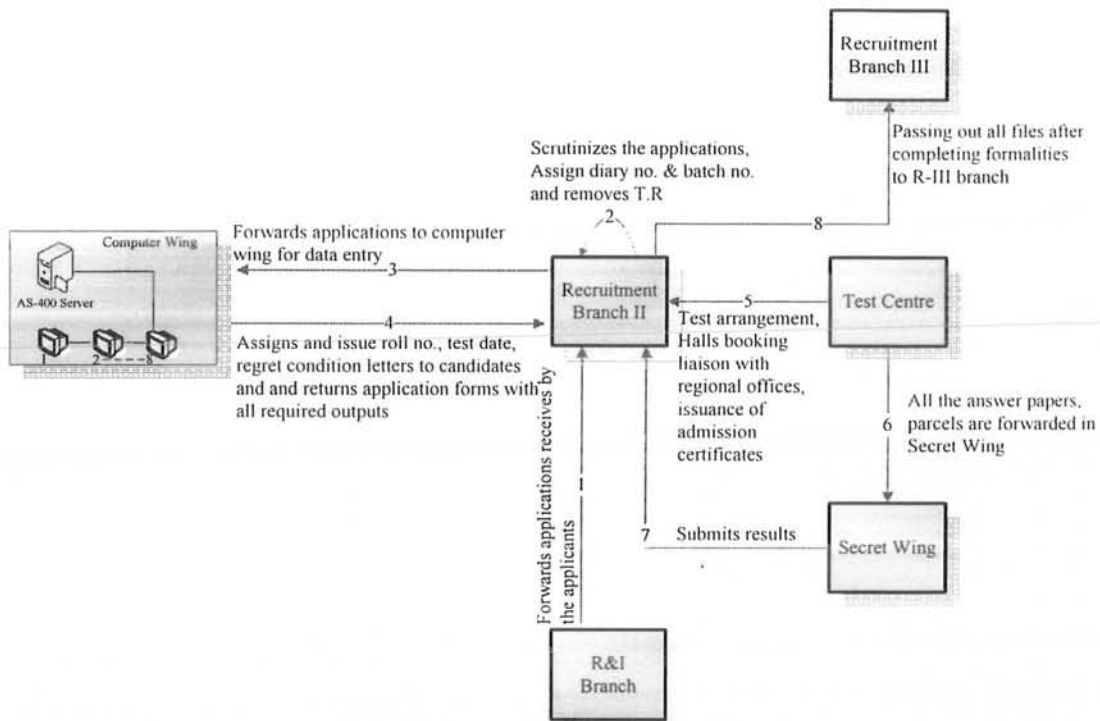 Recruitment
Branch III
Passing out all files after
completing formalities
to R-III branch
Scrutinizes the applications,
Assign diary no. & batch no.
and removes T.R
2
8
Computer Wing
AS-400 Server
1
2
8
Forwards applications to computer
wing for data entry
3
4
Assigns and issue roll no., test date,
regret condition letters to candidates
and and returns application forms with
all required outputs
Recruitment
Branch II
5
Test arrangement,
Halls booking
liaison with
regional offices,
issuance of
admission
certificates
Test Centre
6
All the answer papers,
parcels are forwarded in
Secret Wing
7
Submits results
Secret Wing
Forwards applications receives by
the applicants
1
R&I
Branch